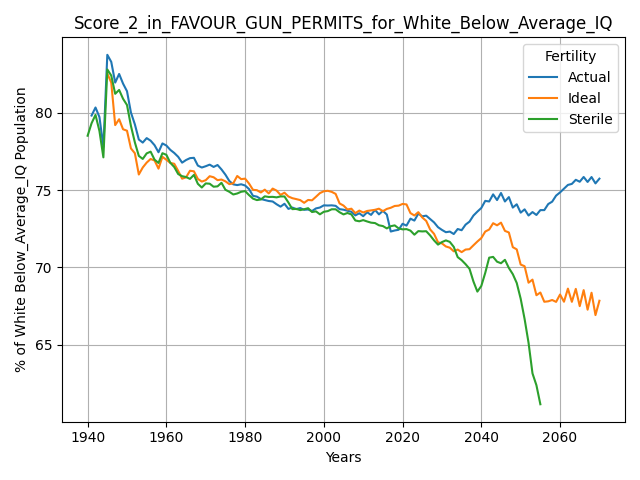 Score_2_in_FAVOUR_GUN_PERMITS_for_White_Below_Average_IQ
Fertility
Actual
Ideal
Sterile
% of White Below_Average_IQ Population
80
75
70
65
1940 1960 1980 2000 2020 2040 2060
Years